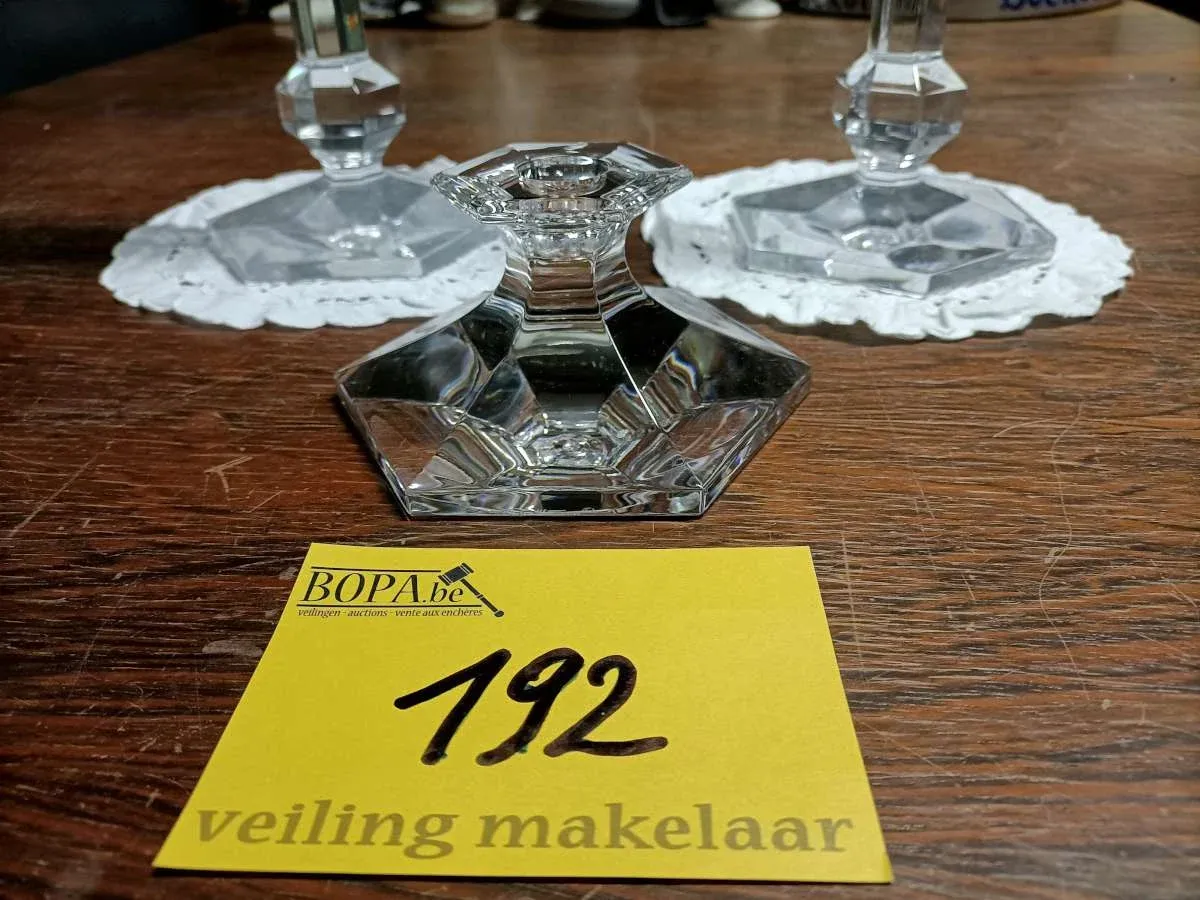 BOPA.be
veilingen - auctions - vente aux enchères
192
veiling makelaar